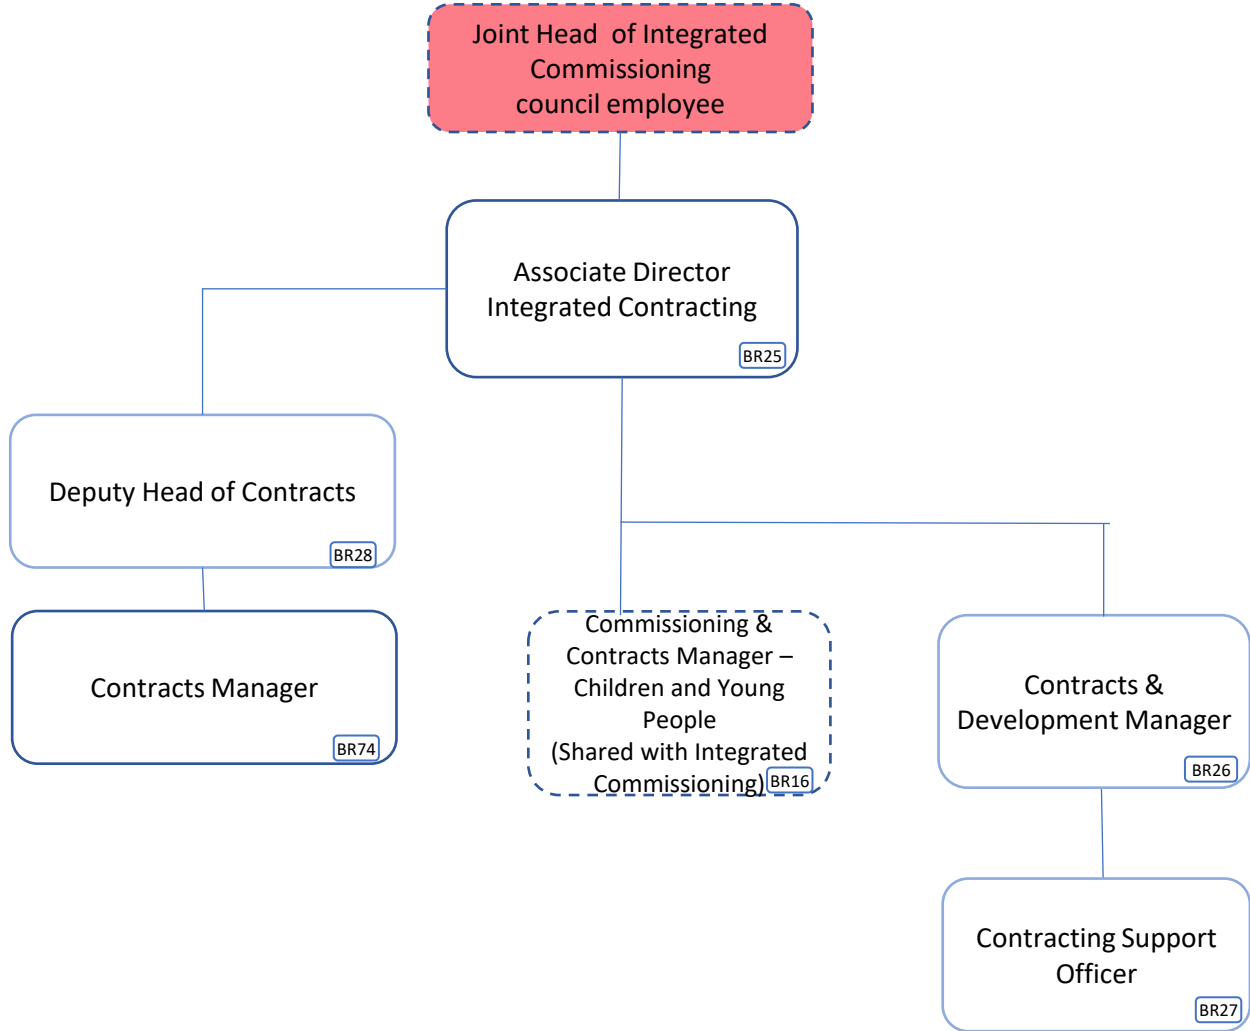 Joint Head  of Integrated
Commissioning
council employee
Associate Director
Integrated Contracting
BR25
Deputy Head of Contracts
BR28
Contracts Manager
BR74
Commissioning &
Contracts Manager –
Children and Young
People
(Shared with Integrated
Commissioning)
BR16
Contracts &
Development Manager
BR26
Contracting Support
Officer
BR27